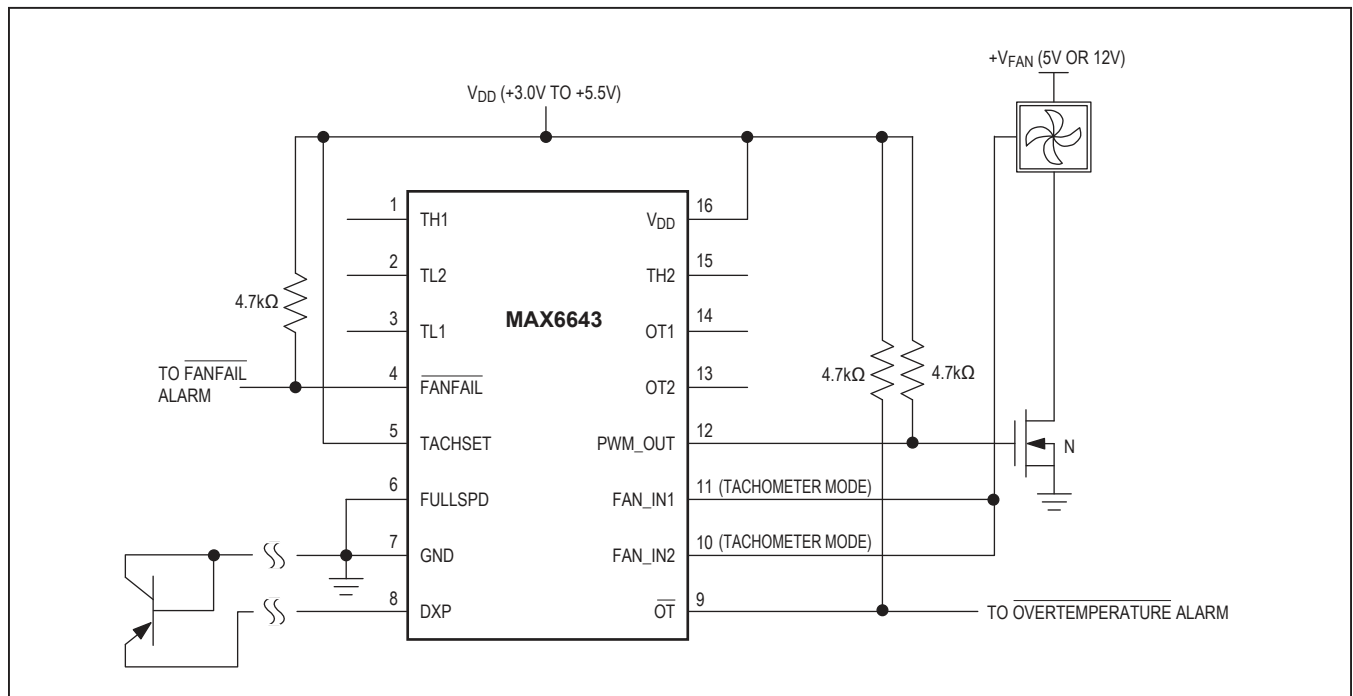 +VFAN (5V OR 12V)
VDD (+3.0V TO +5.5V)
1
TH1
VDD
16
2
TL2
TH2
15
4.7kΩ
MAX6643
3
TL1
OT1
14
TO FANFAIL
ALARM
4
FANFAIL
OT2
13
4.7kΩ
4.7kΩ
5
TACHSET
PWM_OUT
12
N
6
FULLSPD
FAN_IN1
11 (TACHOMETER MODE)
7
GND
FAN_IN2
10 (TACHOMETER MODE)
8
DXP
OT
9
TO OVERTEMPERATURE ALARM